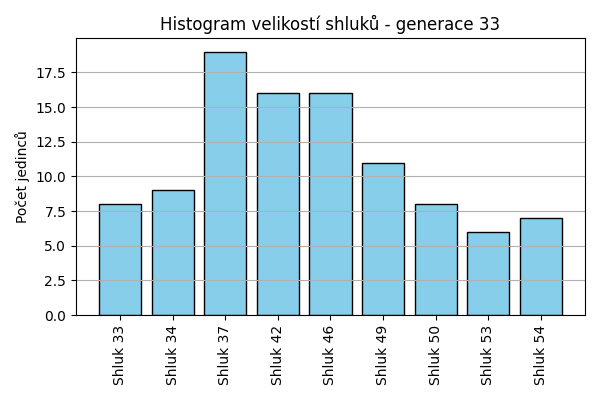 Histogram velikostí shluků - generace 33
Počet jedinců
17.5
15.0
12.5
10.0
7.5
5.0
2.5
0.0
Shluk 33
Shluk 34
Shluk 37
Shluk 42
Shluk 46
Shluk 49
Shluk 50
Shluk 53
Shluk 54